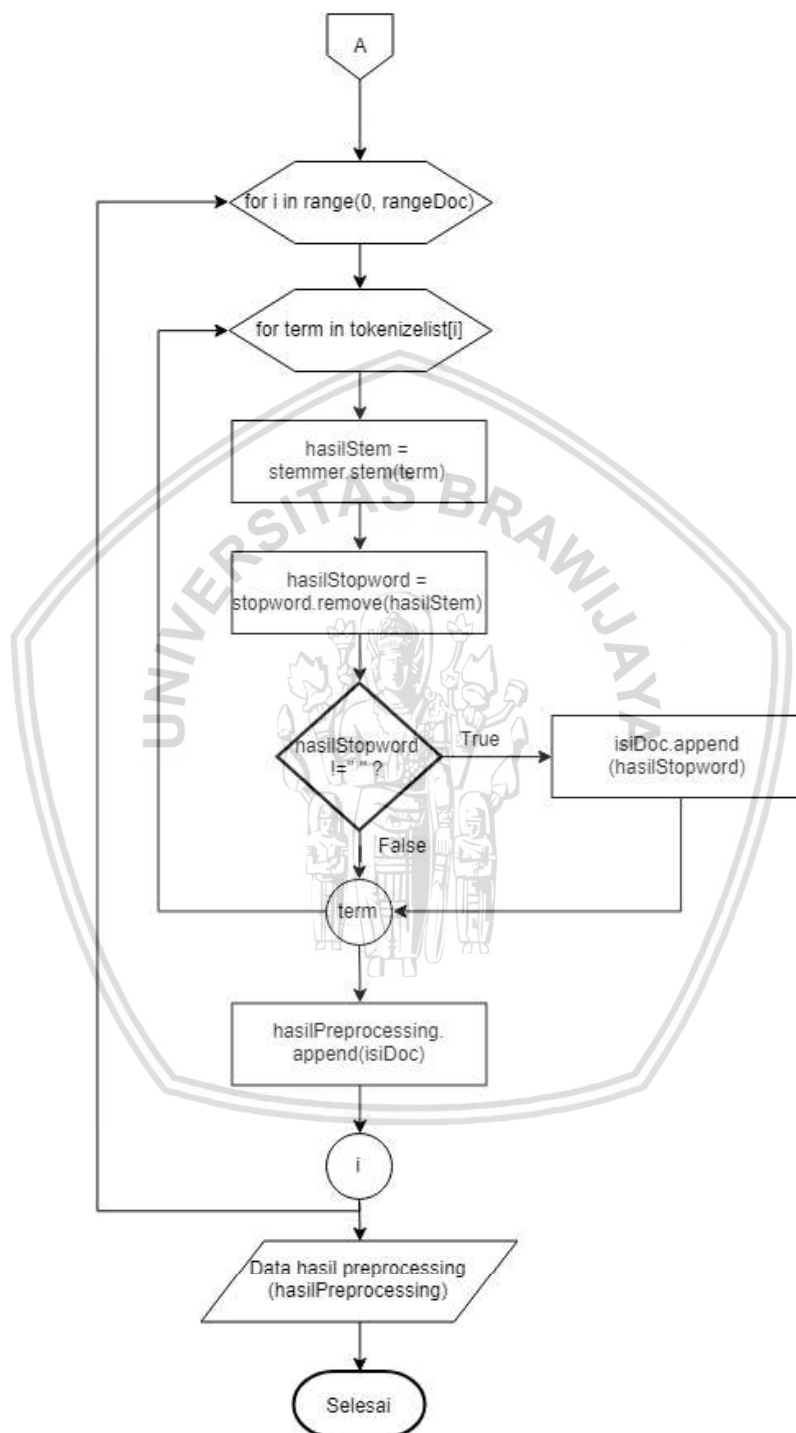 A
for i in range(0, rangeDoc)
for term in tokenizelist[i]
hasilStem =
stemmer.stem(term)
UNIVERSITAS BRAWIJAYA
hasilStopword =
stopword.remove(hasilStem)
hasilStopword
!=" " ?
True
isiDoc.append
(hasilStopword)
False
term
hasilPreprocessing.
append(isiDoc)
i
Data hasil preprocessing
(hasilPreprocessing)
Selesai